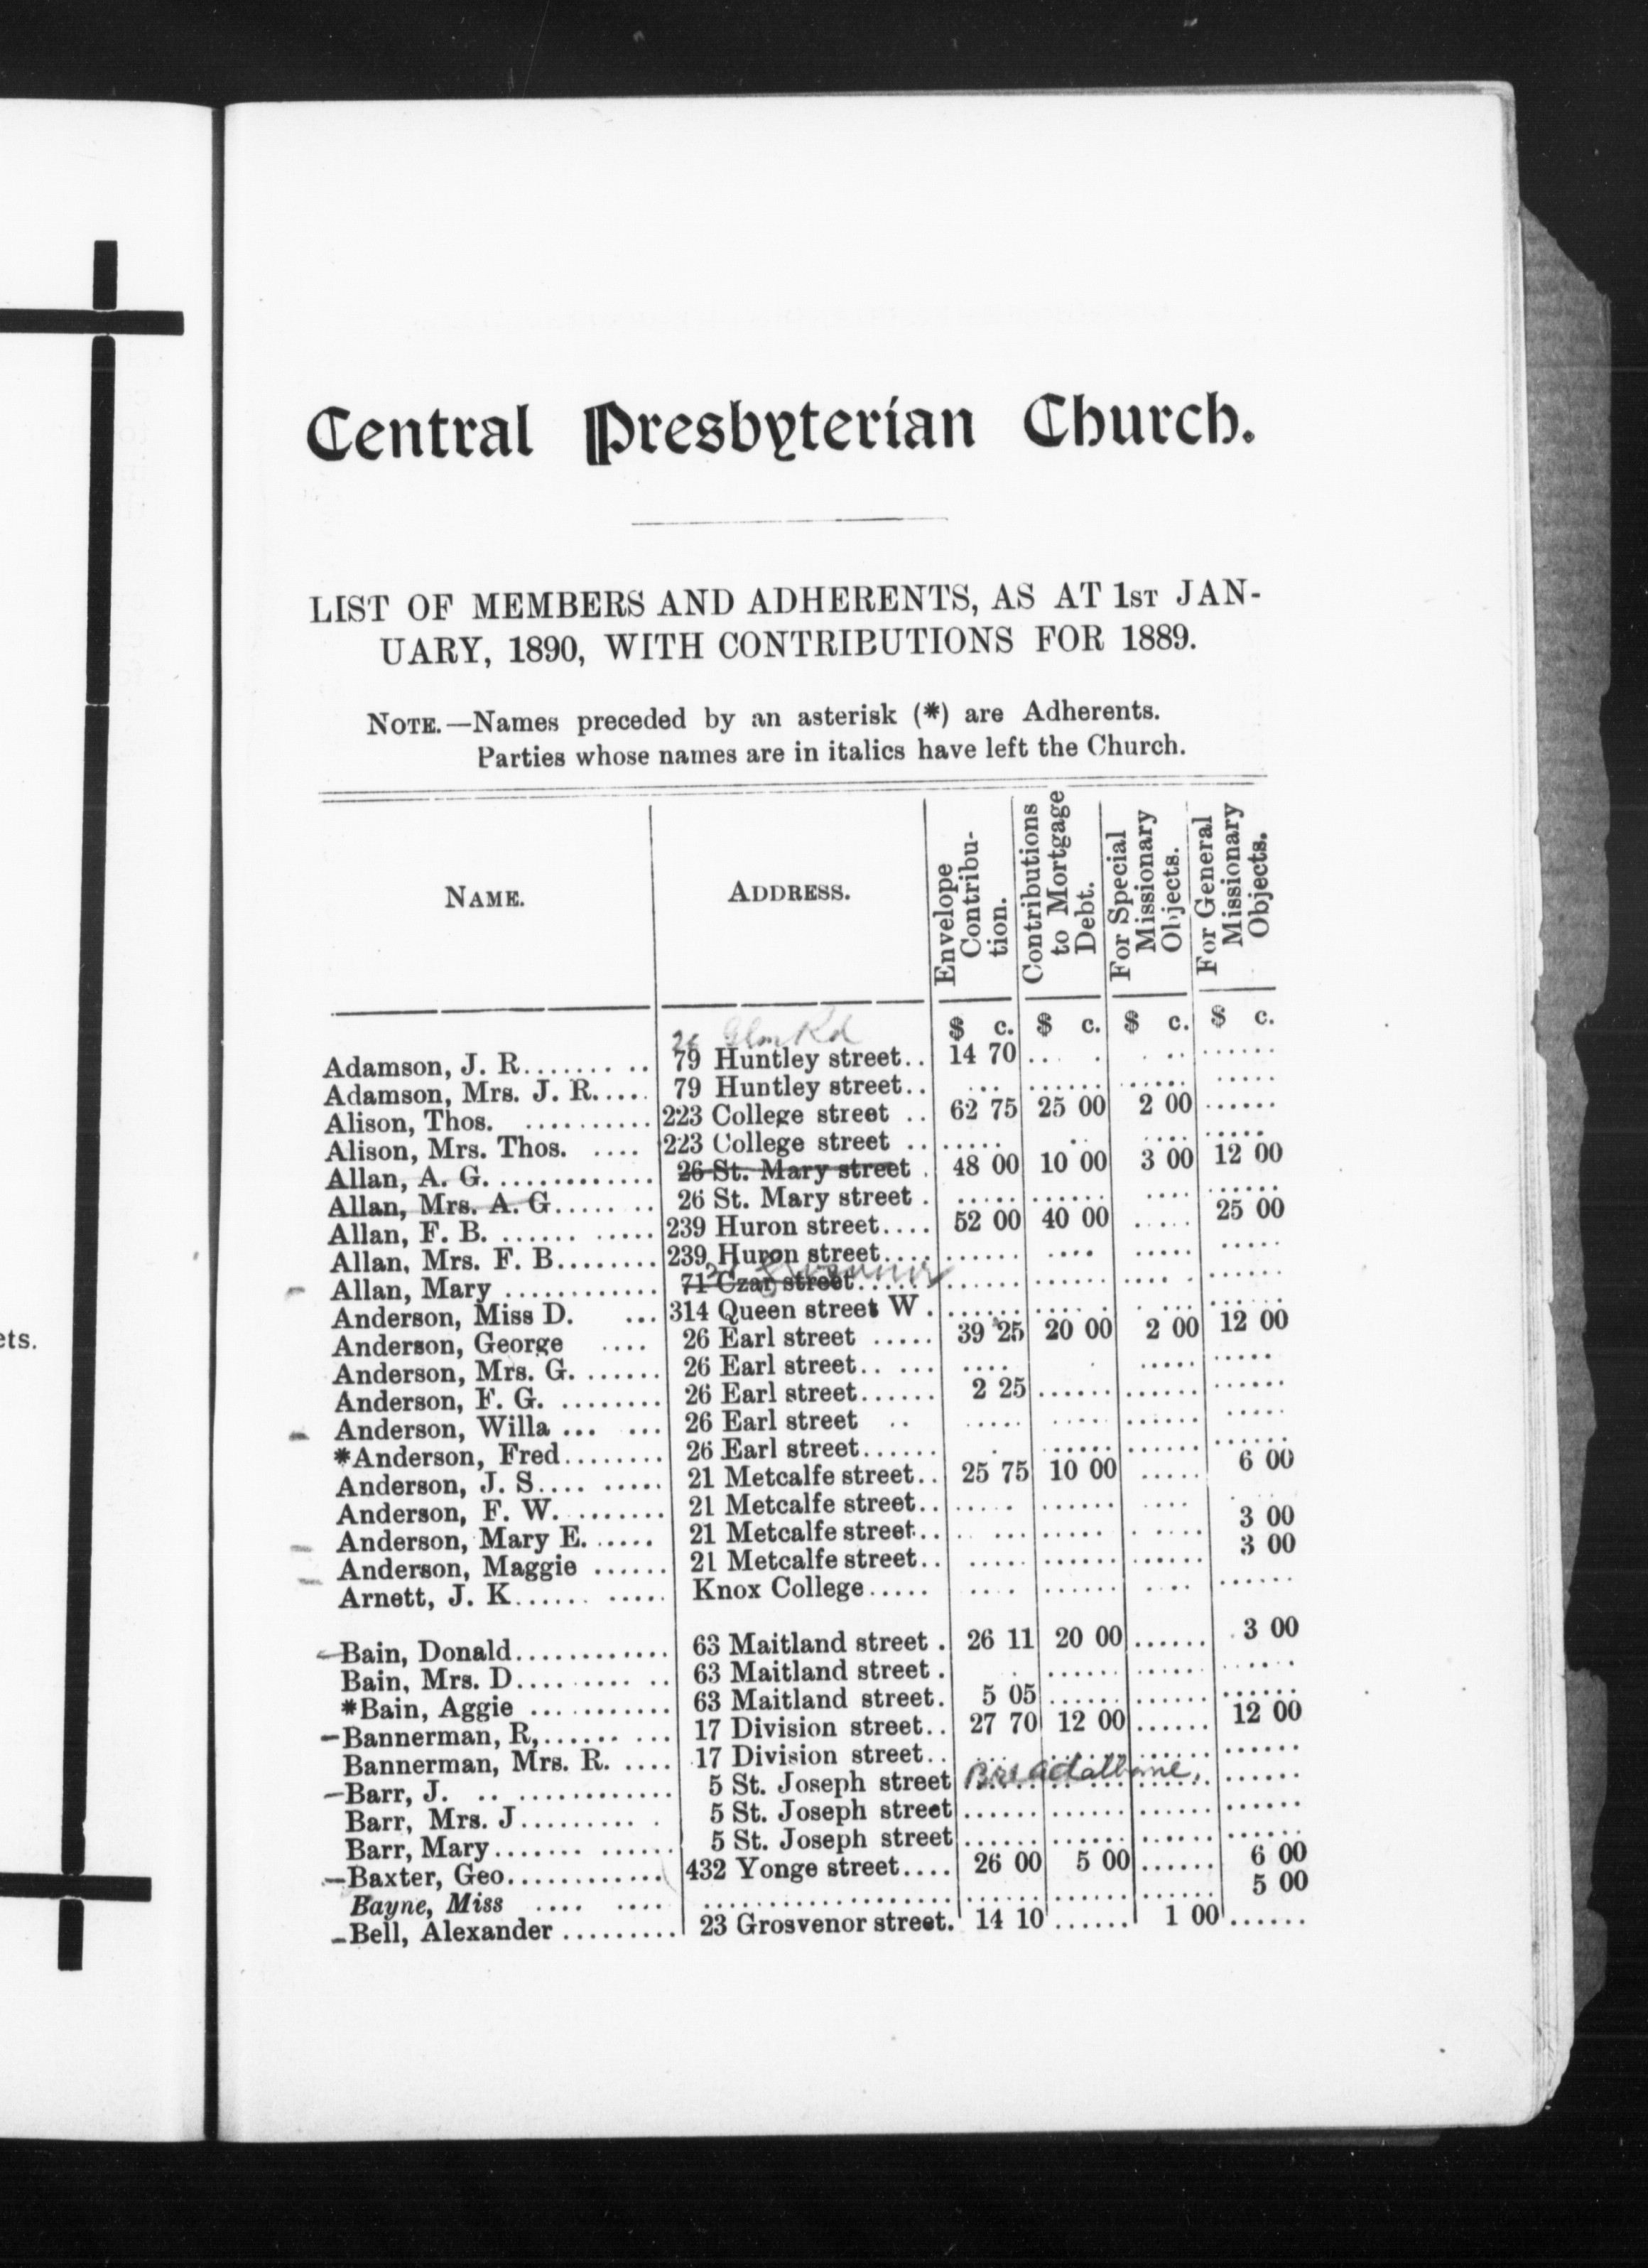 ets.
Central Presbyterian Church.
LIST OF MEMBERS AND ADHERENTS, AS AT 1ST JAN-
UARY, 1890, WITH CONTRIBUTIONS FOR 1889.
NOTE.—Names preceded by an asterisk (*) are Adherents.
Parties whose names are in italics have left the Church.
NAME. ADDRESS. Envelope Contribu- tion. Contributions to Mortgage Debt. For Special Missionary Objects. For General Missionary Objects.
$ c. $ c. $ c. $ c.
26 Glen Rd
Adamson, J. R........ .. 79 Huntley street.. 14 70 ... . . .. ......
Adamson, Mrs. J. R..... 79 Huntley street.. ... ...... ...... .....
Alison, Thos. .......... 223 College street .. 62 75 25 00 2 00 ......
Alison, Mrs. Thos. .... 223 College street .. ..... .. .... .....
Allan, A. G. ............ 26 St. Mary street . 48 00 10 00 3 00 12 00
Allan, Mrs. A. G....... .. 26 St. Mary street . ..... ...... .... ......
Allan, F. B. ...... ..... 239 Huron street.... 52 00 40 00 ..... 25 00
Allan, Mrs. F. B........ 239 Huron street.... ...... .... ..... .....
Allan, Mary ............ 71 Czar street...... ...... ...... .... . ......
Anderson, Miss D. ... 314 Queen street W . ...... .... . . ... ......
Anderson, George .... 26 Earl street ..... 39 25 20 00 2 00 12 00
Anderson, Mrs. G. ....... 26 Earl street.. ... .... . ..... .....
Anderson, F. G. ........ 26 Earl street...... 2 25 ...... ...... ......
Anderson, Willa ... ... 26 Earl street .. ..... ..... ...... .....
*Anderson, Fred........ 26 Earl street...... . ...... ...... ......
Anderson, J. S.... ..... 21 Metcalfe street.. 25 75 10 00 ..... 6 00
Anderson, F. W. ....... 21 Metcalfe street.. .... . ...... .... . ...
Anderson, Mary E. ..... 21 Metcalfe street.. .. ... ...... . .... 3 00
Anderson, Maggie ...... 21 Metcalfe street.. ..... ...... ...... 3 00
Arnett, J. K...... ..... Knox College..... .... ...... . .. ......
Bain, Donald............ 63 Maitland street . 26 11 20 00 ...... 3 00
Bain, Mrs. D......... .. 63 Maitland street . . ...... ...... ......
*Bain, Aggie ........... 63 Maitland street. 5 05 ...... ...... ......
—Bannerman, R,...... ... 17 Division street.. 27 70 12 00 ...... 12 00
Bannerman, Mrs. R. .... 17 Division street.. ... ...... ...... ......
—Barr, J. .. ............ 5 St. Joseph street Breadalbane, ......
Barr, Mrs. J......... . 5 St. Joseph street ...... ...... ...... ......
Barr, Mary....... ...... 5 St. Joseph street ...... ...... ...... ......
—Baxter, Geo............ 432 Yonge street.... 26 00 5 00 ...... 6 00
Bayne, Miss .... .... .................... ...... ...... ...... 5 00
—Bell, Alexander ......... 23 Grosvenor street. 14 10 ...... 1 00 ......